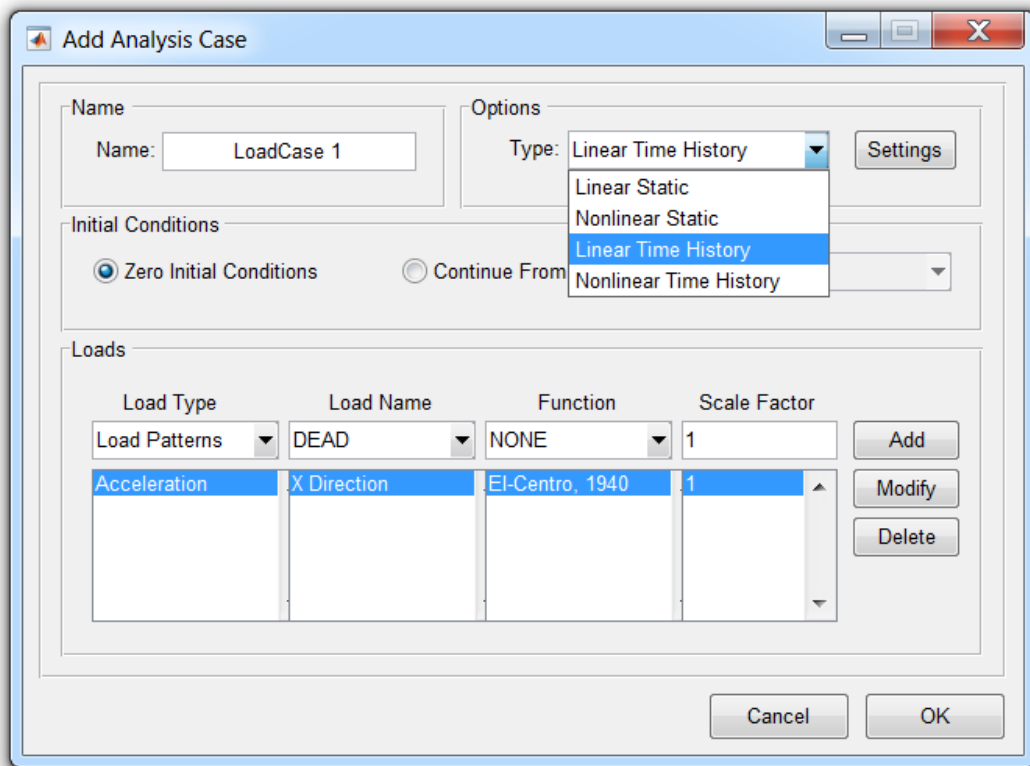 Add Analysis Case
Name
Name: LoadCase 1
Options
Type: Linear Time History
Settings
Linear Static
Nonlinear Static
Linear Time History
Nonlinear Time History
Initial Conditions
Zero Initial Conditions
Continue From
Loads
Load Type Load Name Function Scale Factor
Load Patterns DEAD NONE 1 Add
Acceleration X Direction El-Centro, 1940 1
Modify
Delete
Cancel OK